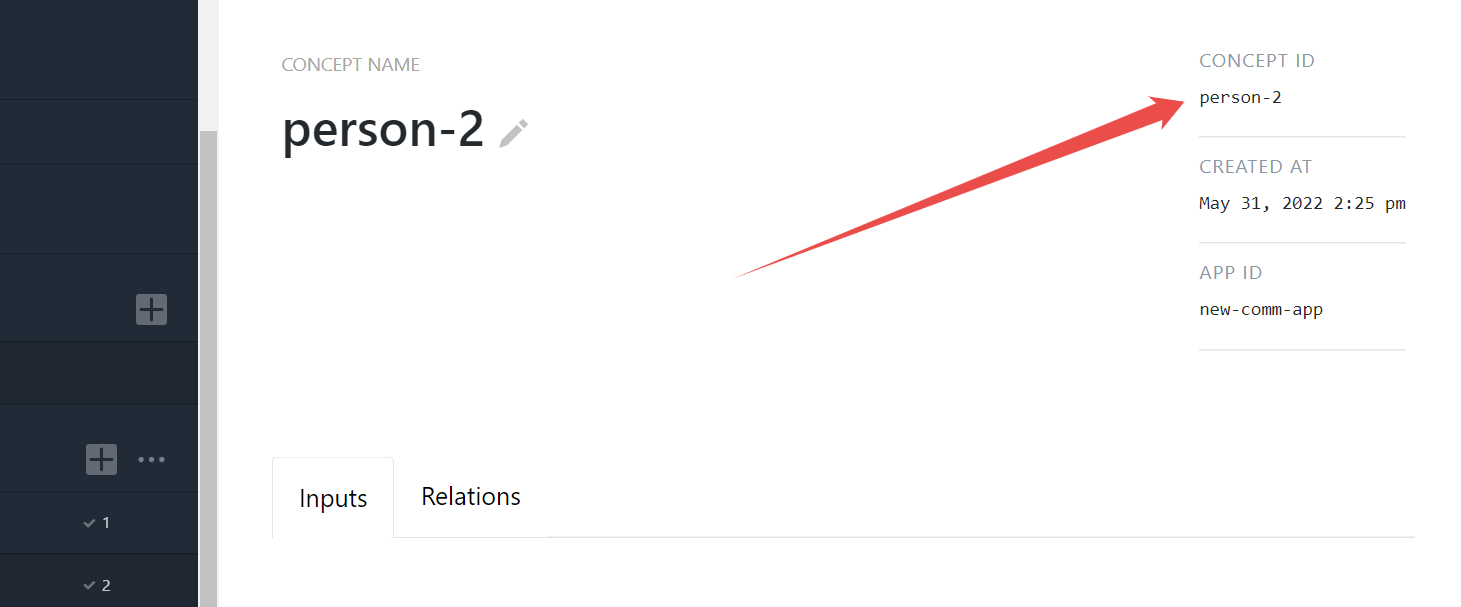 CONCEPT NAME
person-2
CONCEPT ID
person-2
CREATED AT
May 31, 2022 2:25 pm
APP ID
new-comm-app
Inputs
Relations
1
2